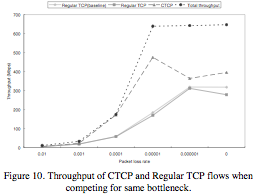 Regular TCP(baseline) Regular TCP CTCP Total throughput
700
600
500
400
300
200
100
0
Throughput (Mbps)
0.01 0.001 0.0001 0.00001 0.000001 0
Packet loss rate
Figure 10. Throughput of CTCP and Regular TCP flows when
competing for same bottleneck.